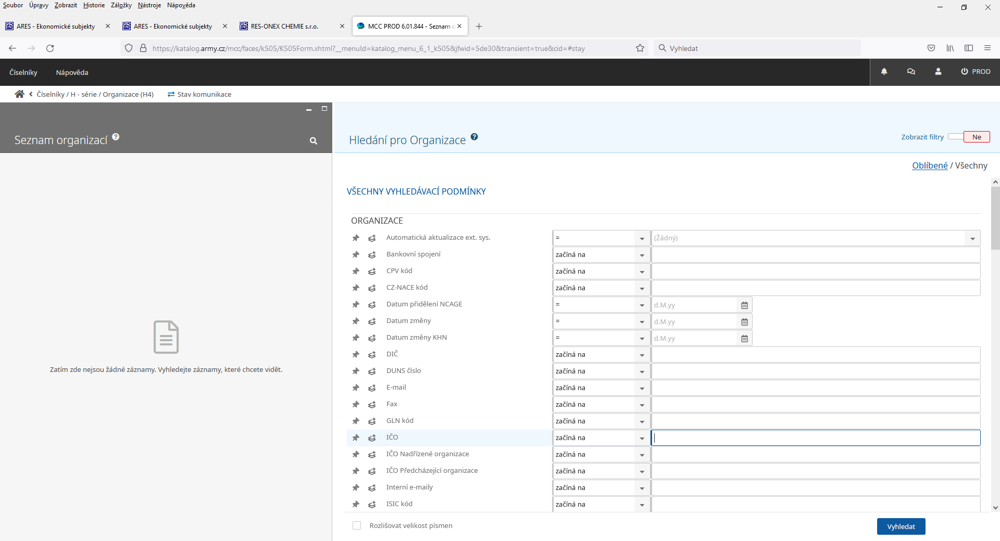 Soubor Úpravy Zobrazit Historie Záložky Nástroje Nápověda
ARES - Ekonomické subjekty
ARES - Ekonomické subjekty
RES-ONEX CHEMIE s.r.o.
MCC PROD 6.01.844 - Seznam o
https://katalog.army.cz/mcc/faces/k505/K505Form.xhtml?__menuId=katalog_menu_6_1_k505&jfwid=5de30&transient=true&cid=#stay
Vyhledat
Číselníky
Nápověda
PROD
Číselníky / H - série / Organizace (H4)
Stav komunikace
Seznam organizací
Zatím zde nejsou žádné záznamy. Vyhledejte záznamy, které chcete vidět.
Hledání pro Organizace
Zobrazit filtry Ne
Oblíbené / Všechny
VŠECHNY VYHLEDÁVACÍ PODMÍNKY
ORGANIZACE
Automatická aktualizace ext. sys. = (Žádný)
Bankovní spojení začíná na
CPV kód začíná na
CZ-NACE kód začíná na
Datum přidělení NCAGE = d.M.yy
Datum změny = d.M.yy
Datum změny KHN = d.M.yy
DIČ začíná na
DUNS číslo začíná na
E-mail začíná na
Fax začíná na
GLN kód začíná na
IČO začíná na
IČO Nadřízené organizace začíná na
IČO Předcházející organizace začíná na
Interní e-maily začíná na
ISIC kód začíná na
Rozlišovat velikost písmen
Vyhledat